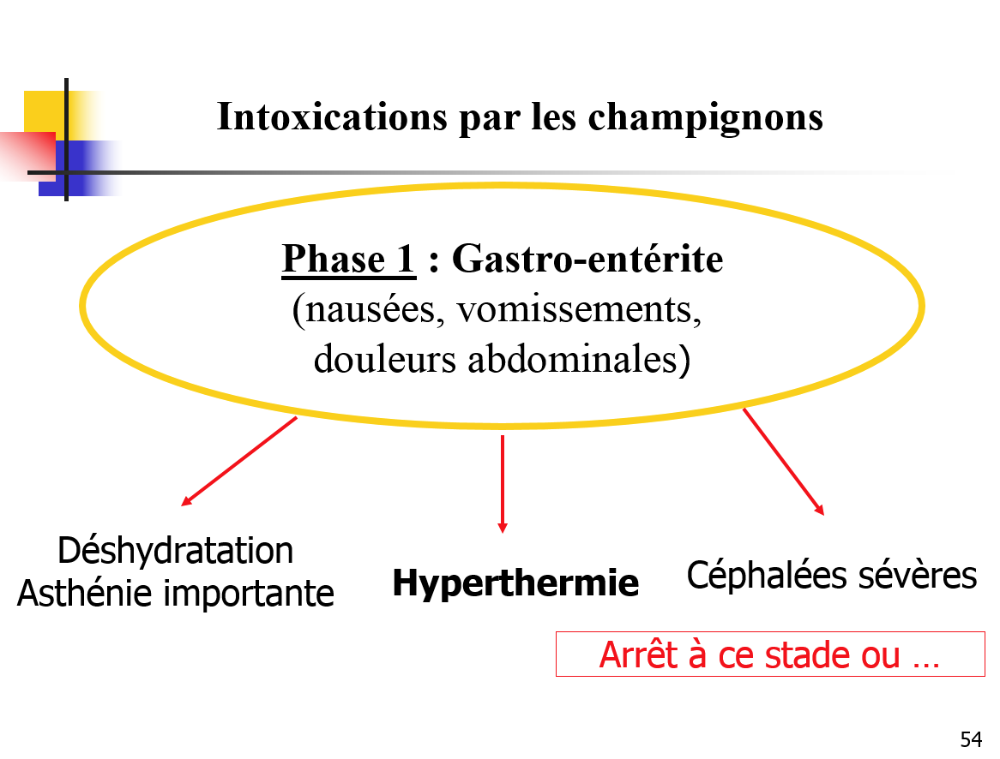 Intoxications par les champignons
Phase 1 : Gastro-entérite
(nausées, vomissements,
douleurs abdominales)
Déshydratation
Asthénie importante
Hyperthermie
Céphalées sévères
Arrêt à ce stade ou …
54